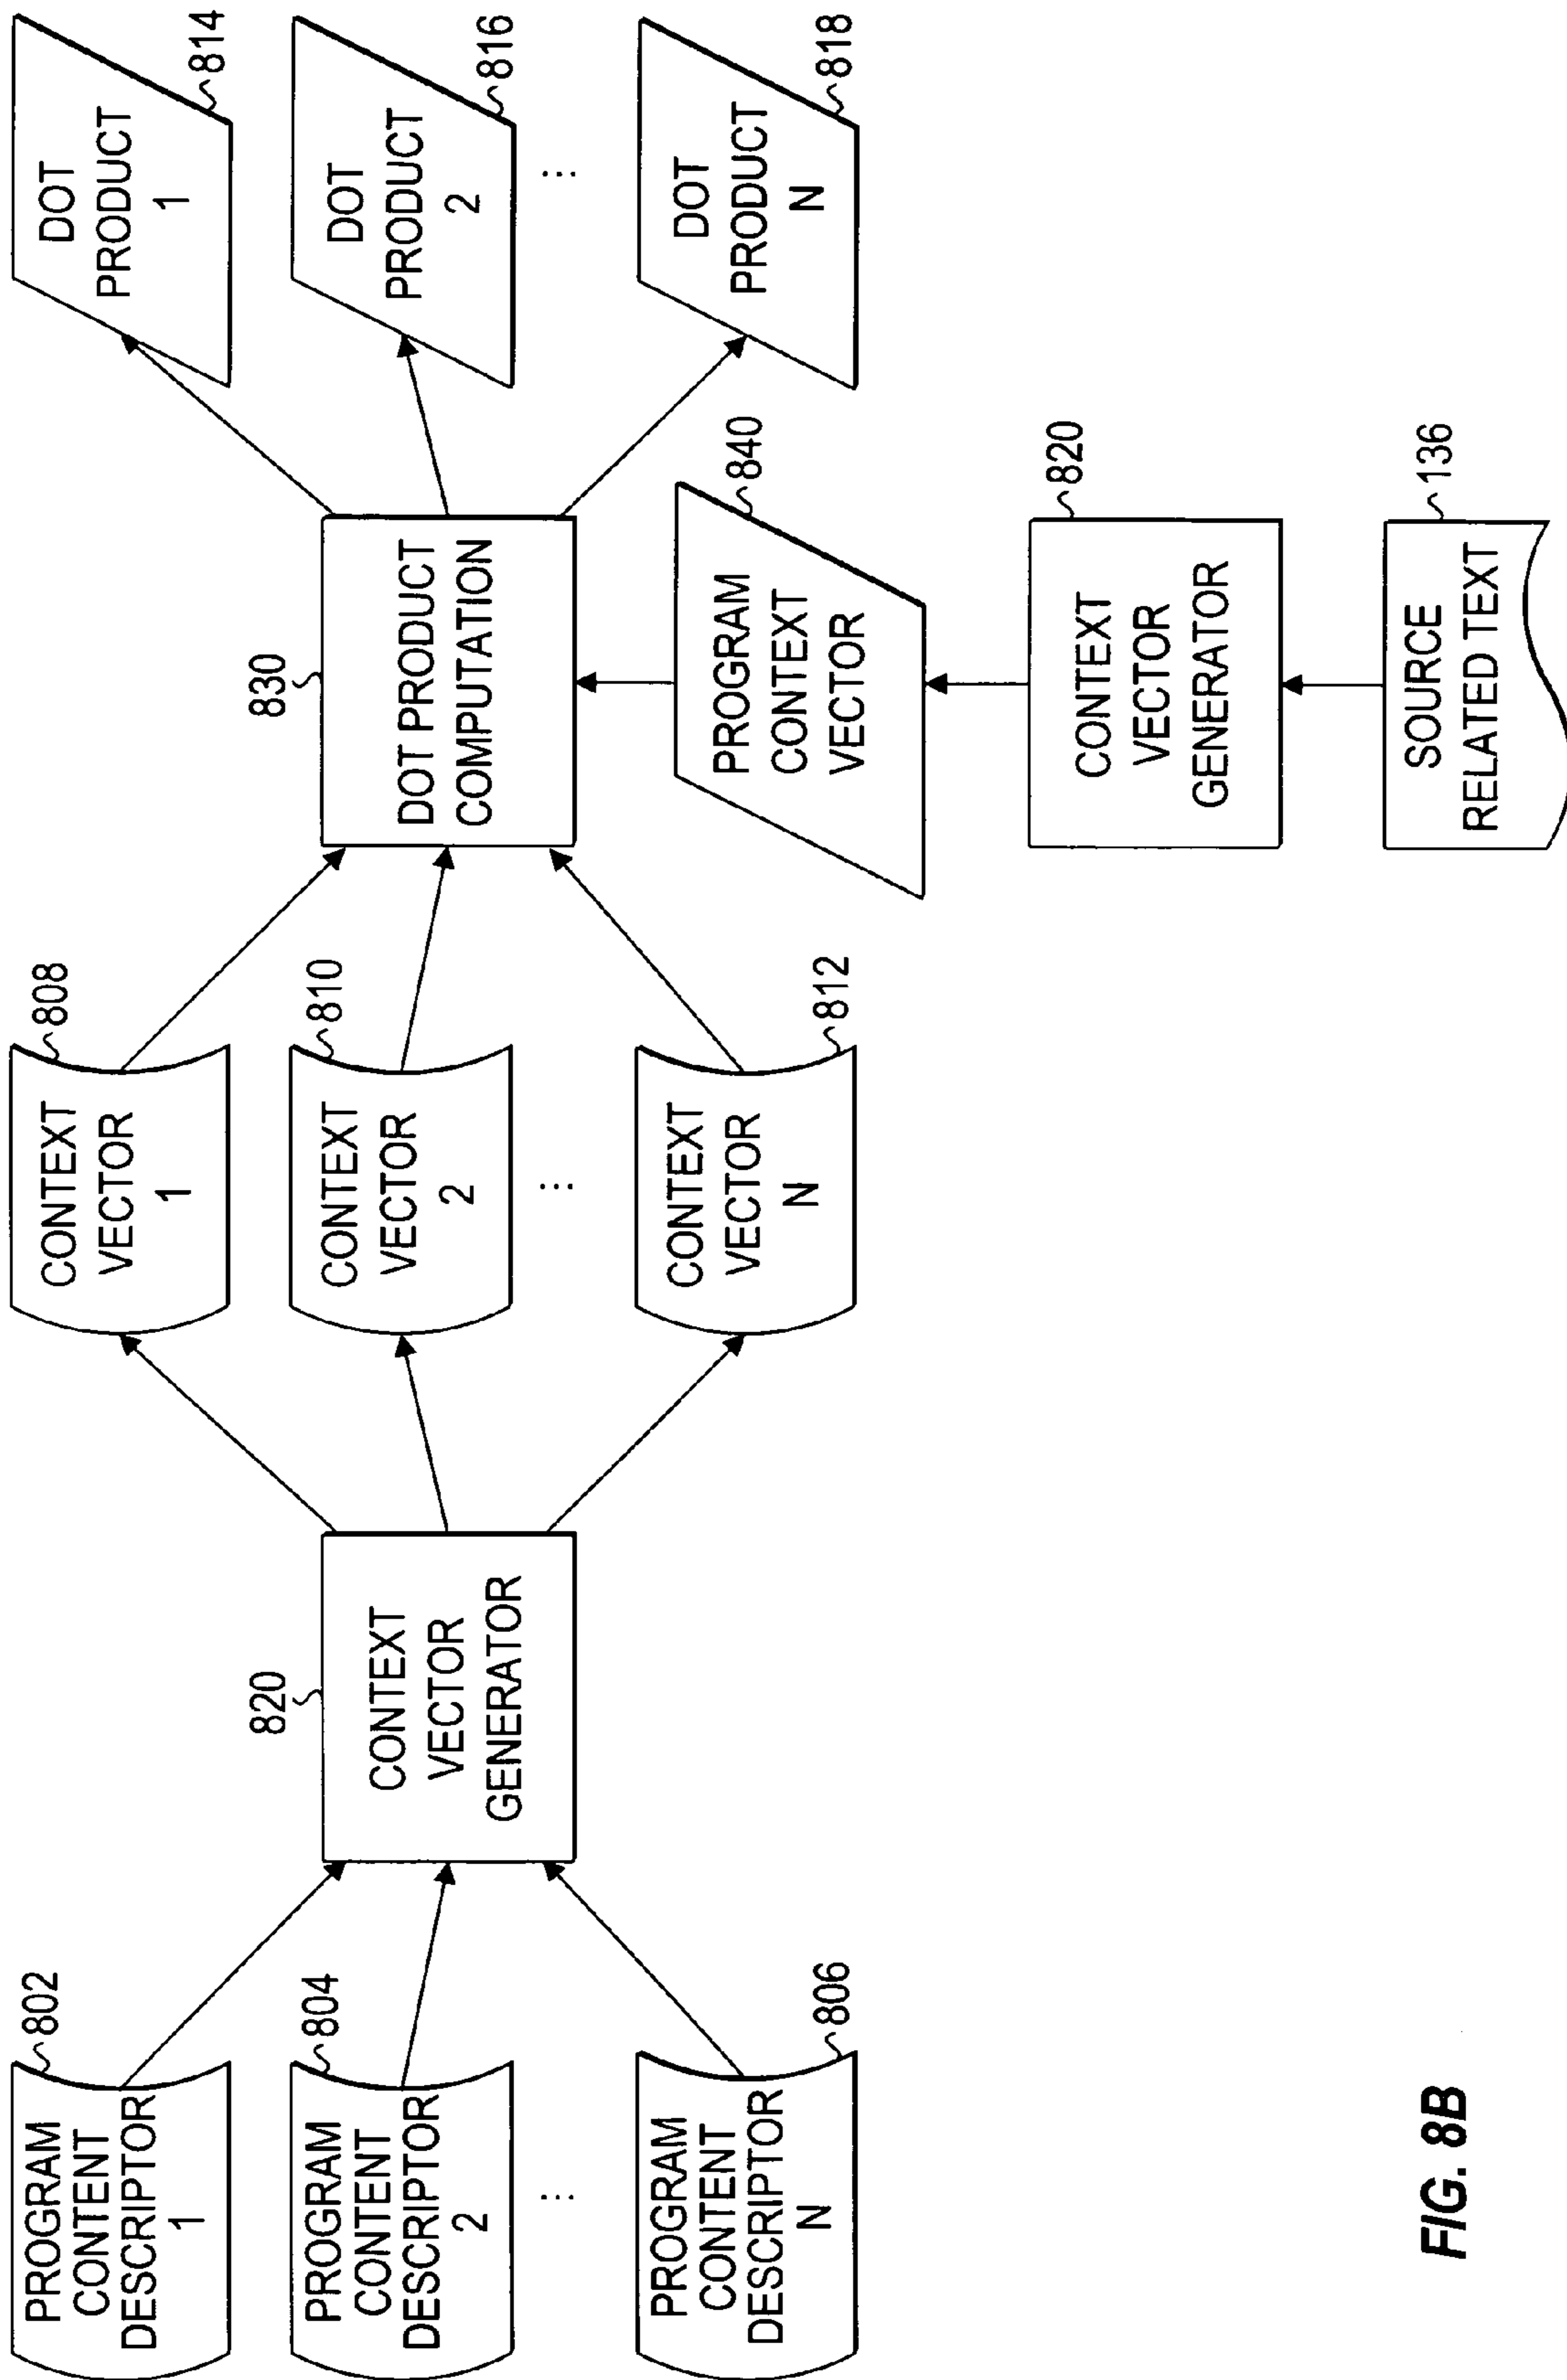 PROGRAM
CONTENT
DESCRIPTOR
1
802
PROGRAM
CONTENT
DESCRIPTOR
2
804
...
PROGRAM
CONTENT
DESCRIPTOR
N
806
820
CONTEXT
VECTOR
GENERATOR
CONTEXT
VECTOR
1
808
CONTEXT
VECTOR
2
810
...
CONTEXT
VECTOR
N
812
830
DOT PRODUCT
COMPUTATION
PROGRAM
CONTEXT
VECTOR
840
CONTEXT
VECTOR
GENERATOR
820
SOURCE
RELATED TEXT
136
DOT
PRODUCT
1
814
DOT
PRODUCT
2
816
...
DOT
PRODUCT
N
818
FIG. 8B